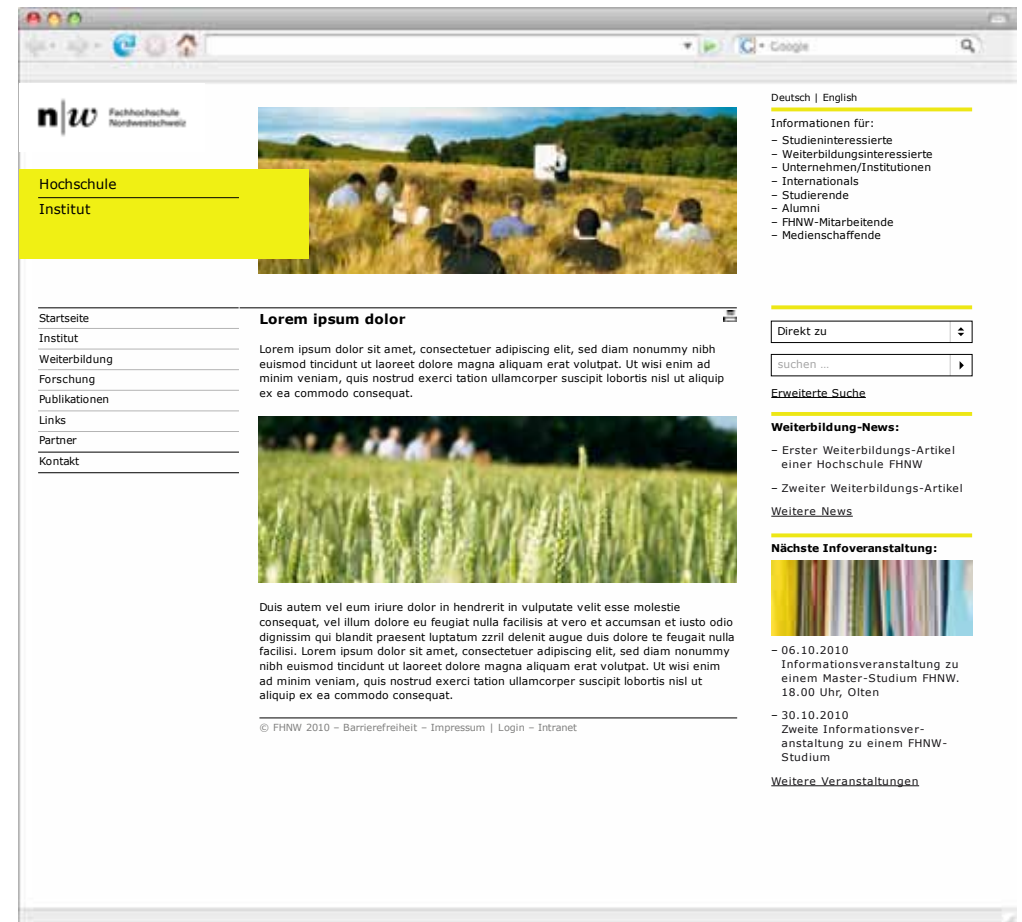 Google
n|w Fachhochschule
Nordwestschweiz
Hochschule
Institut
Deutsch | English
Informationen für:
– Studieninteressierte
– Weiterbildungsinteressierte
– Unternehmen/Institutionen
– Internationals
– Studierende
– Alumni
– FHNW-Mitarbeitende
– Medienschaffende
Startseite
Institut
Weiterbildung
Forschung
Publikationen
Links
Partner
Kontakt
Lorem ipsum dolor
Lorem ipsum dolor sit amet, consectetuer adipiscing elit, sed diam nonummy nibh
euismod tincidunt ut laoreet dolore magna aliquam erat volutpat. Ut wisi enim ad
minim veniam, quis nostrud exerci tation ullamcorper suscipit lobortis nisl ut aliquip
ex ea commodo consequat.
Duis autem vel eum iriure dolor in hendrerit in vulputate velit esse molestie
consequat, vel illum dolore eu feugiat nulla facilisis at vero et accumsan et iusto odio
dignissim qui blandit praesent luptatum zzril delenit augue duis dolore te feugait nulla
facilisi. Lorem ipsum dolor sit amet, consectetuer adipiscing elit, sed diam nonummy
nibh euismod tincidunt ut laoreet dolore magna aliquam erat volutpat. Ut wisi enim
ad minim veniam, quis nostrud exerci tation ullamcorper suscipit lobortis nisl ut
aliquip ex ea commodo consequat.
© FHNW 2010 – Barrierefreiheit – Impressum | Login – Intranet
Direkt zu
suchen ...
Erweiterte Suche
Weiterbildung-News:
– Erster Weiterbildungs-Artikel
einer Hochschule FHNW
– Zweiter Weiterbildungs-Artikel
Weitere News
Nächste Infoveranstaltung:
– 06.10.2010
Informationsveranstaltung zu
einem Master-Studium FHNW.
18.00 Uhr, Olten
– 30.10.2010
Zweite Informationsver-
anstaltung zu einem FHNW-
Studium
Weitere Veranstaltungen